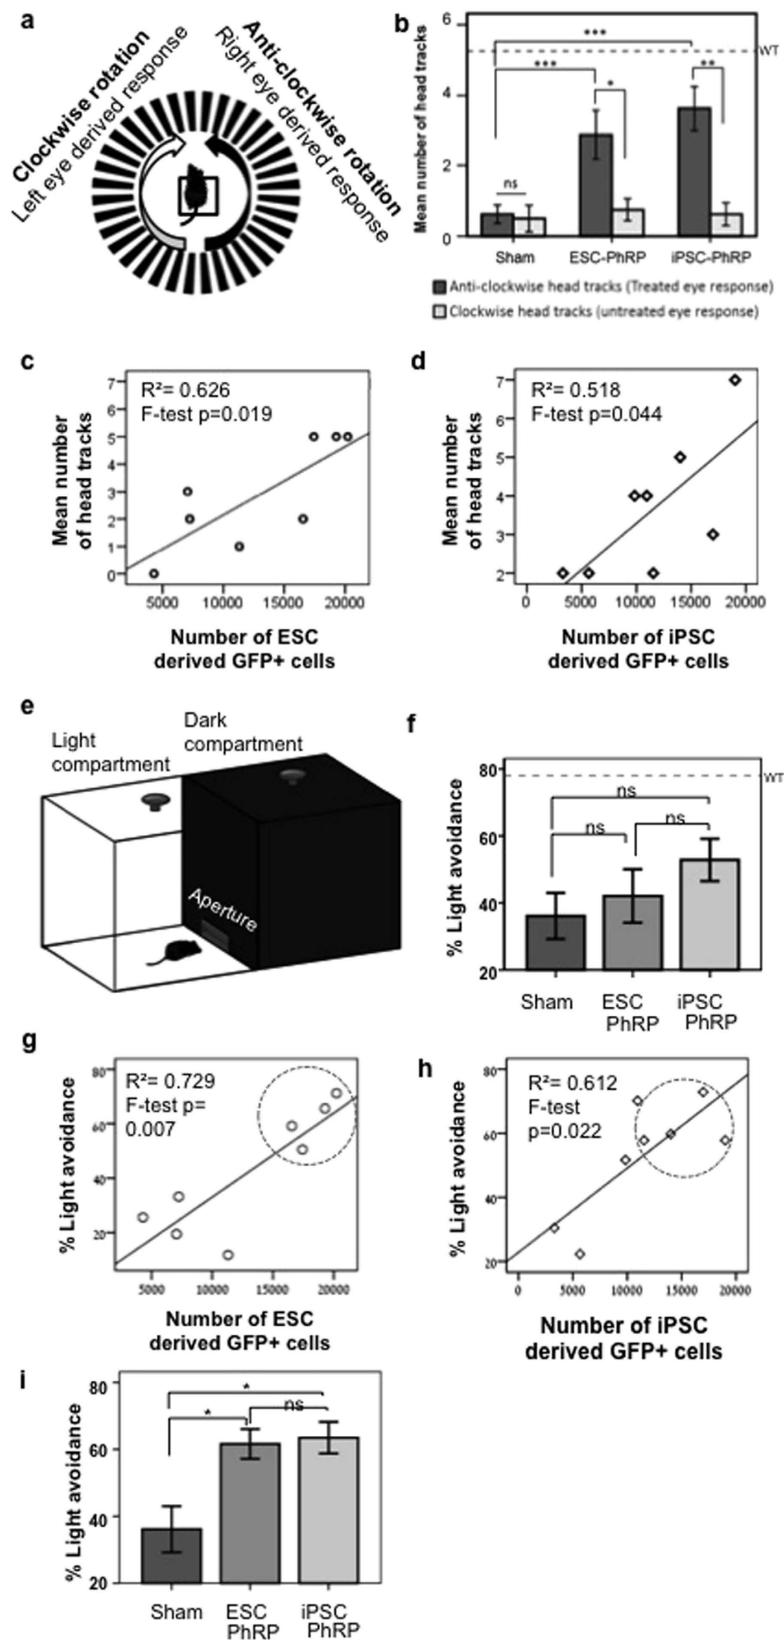 a
Clockwise rotation
Left eye derived response
Anti-clockwise rotation
Right eye derived response
b
Mean number of head tracks
6
4
2
0
***
***
*
**
ns
WT
Sham
ESC-PhRP
iPSC-PhRP
Anti-clockwise head tracks (Treated eye response)
Clockwise head tracks (untreated eye response)
c
R²= 0.626
F-test p=0.019
Mean number
of head tracks
7
6
5
4
3
2
1
0
5000
10000
15000
20000
Number of ESC
derived GFP+ cells
d
R²= 0.518
F-test p=0.044
Mean number
of head tracks
7
6
5
4
3
2
0
5000
10000
15000
20000
Number of iPSC
derived GFP+ cells
e
Light
compartment
Dark
compartment
Aperture
f
% Light avoidance
80
60
40
20
ns
ns
ns
WT
Sham
ESC
PhRP
iPSC
PhRP
g
R²= 0.729
F-test p=
0.007
% Light avoidance
80
60
40
20
5000
10000
15000
20000
Number of ESC
derived GFP+ cells
h
R²= 0.612
F-test
p=0.022
% Light avoidance
80
60
40
20
0
5000
10000
15000
20000
Number of iPSC
derived GFP+ cells
i
% Light avoidance
80
60
40
20
*
*
ns
Sham
ESC
PhRP
iPSC
PhRP